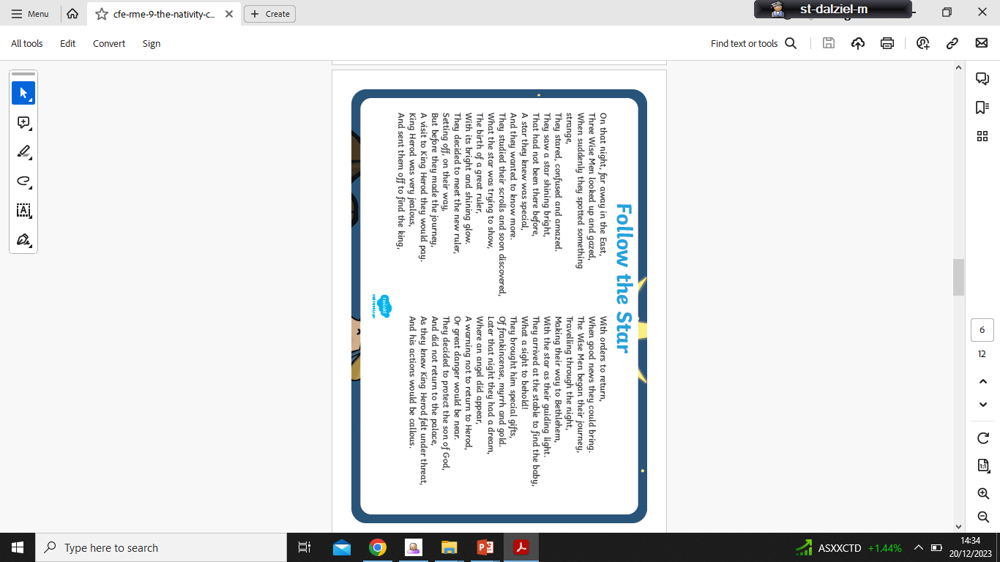 Menu
cfe-rme-9-the-nativity-c...
Create
st-dalziel-m
All tools
Edit
Convert
Sign
Find text or tools
Follow the Star
On that night, far away in the East,
Three Wise Men looked up and gazed,
When suddenly they spotted something
strange,
They stared, confused and amazed.
They saw a star shining bright,
That had not been there before,
A star they knew was special,
And they wanted to know more.
They studied their scrolls and soon discovered,
What the star was trying to show,
The birth of a great ruler,
With its bright and shining glow.
They decided to meet the new ruler,
Setting off, on their way,
But before they made the journey,
A visit to King Herod they would pay.
King Herod was very jealous,
And sent them off to find the king,
With orders to return,
When good news they could bring.
The Wise Men began their journey,
Travelling through the night,
Making their way to Bethlehem,
With the star as their guiding light.
They arrived at the stable to find the baby,
What a sight to behold!
They brought him special gifts,
Of frankincense, myrrh and gold.
Later that night they had a dream,
Where an angel did appear,
A warning not to return to Herod,
Or great danger would be near.
They decided to protect the son of God,
And did not return to the palace,
As they knew King Herod felt under threat,
And his actions would be callous.
twinkl
visit twinkl.com
6
12
1:1
Type here to search
ASXXCTD +1.44%
14:34
20/12/2023